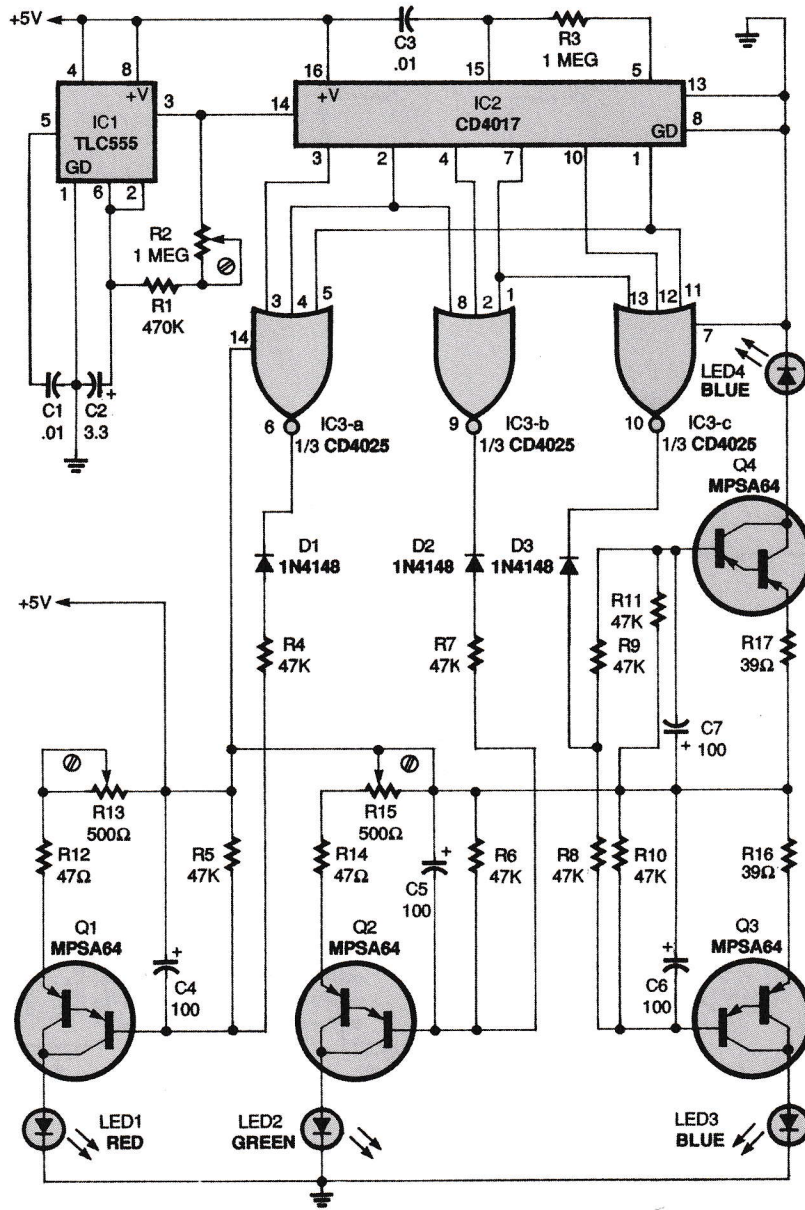 +5V
C3
.01
R3
1 MEG
4
8
16
15
5
+V
3
14
+V
IC2
CD4017
13
5
IC1
TLC555
GD
8
GD
1
6
2
3
2
4
7
10
1
R2
1 MEG
R1
470K
3
4
5
8
2
1
13
12
11
14
7
C1
.01
C2
3.3
+
LED4
BLUE
6
IC3-a
1/3 CD4025
9
IC3-b
1/3 CD4025
10
IC3-c
1/3 CD4025
Q4
MPSA64
D1
1N4148
D2
1N4148
D3
1N4148
+5V
R4
47K
R7
47K
R11
47K
R9
47K
R17
39Ω
C7
100
+
R13
500Ω
R15
500Ω
R12
47Ω
R5
47K
R14
47Ω
C5
100
+
R6
47K
R8
47K
R10
47K
R16
39Ω
Q1
MPSA64
C4
100
+
Q2
MPSA64
C6
100
+
Q3
MPSA64
LED1
RED
LED2
GREEN
LED3
BLUE